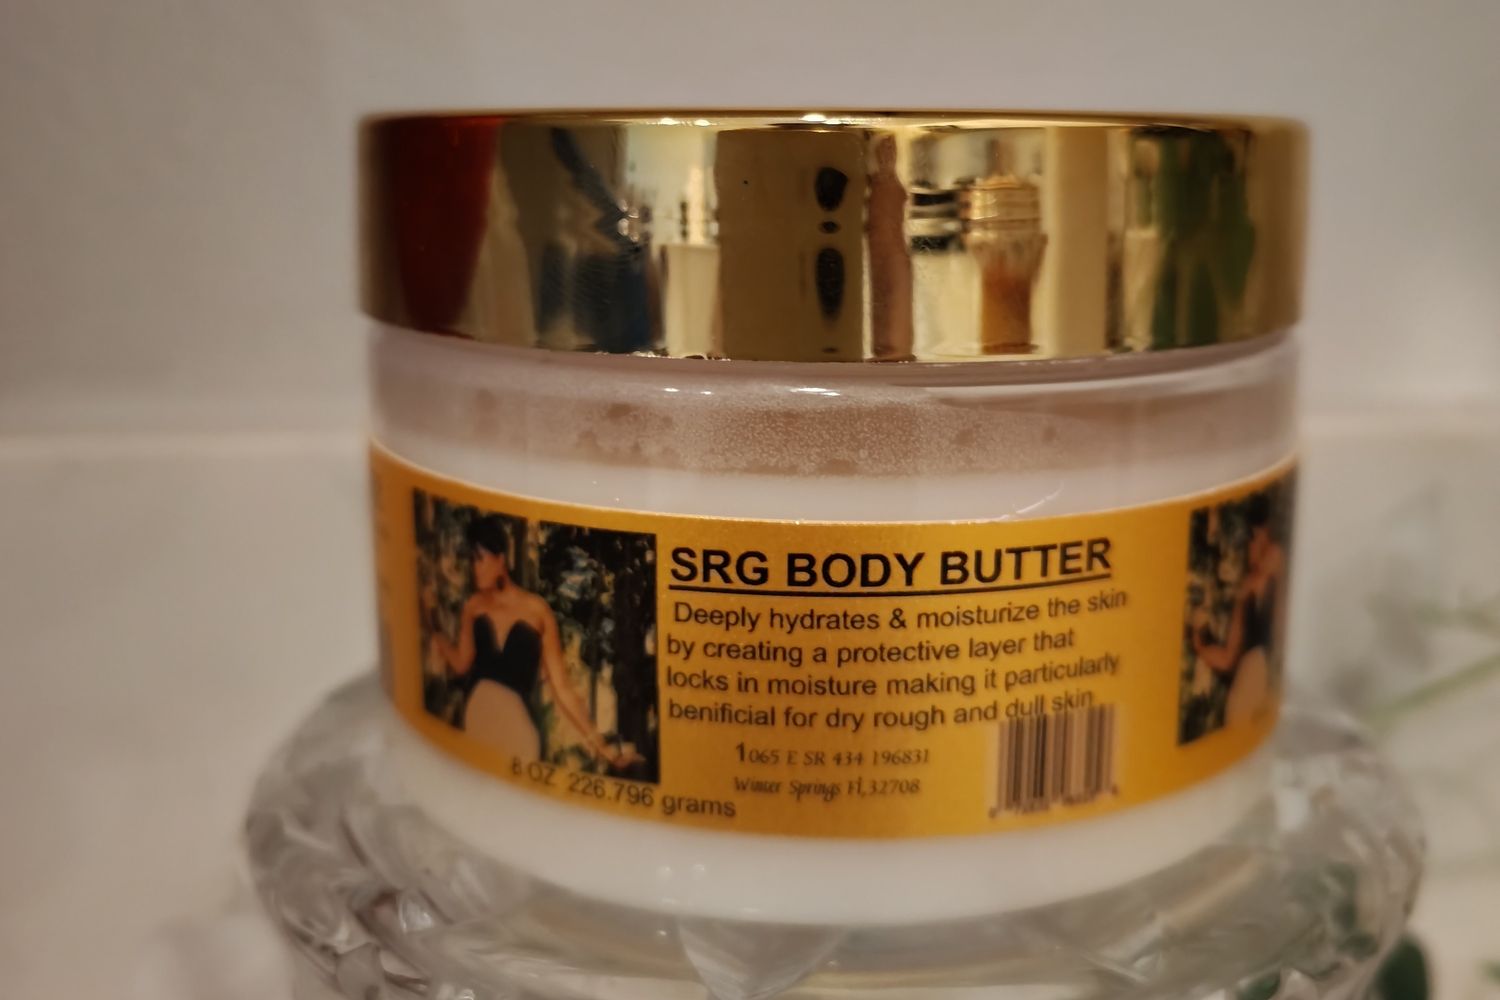 SRG BODY BUTTER
Deeply hydrates & moisturize the skin
by creating a protective layer that
locks in moisture making it particularly
benificial for dry rough and dull skin
1065 E SR 434 196831
Winter Springs Fl,32708
8 OZ 226.796 grams